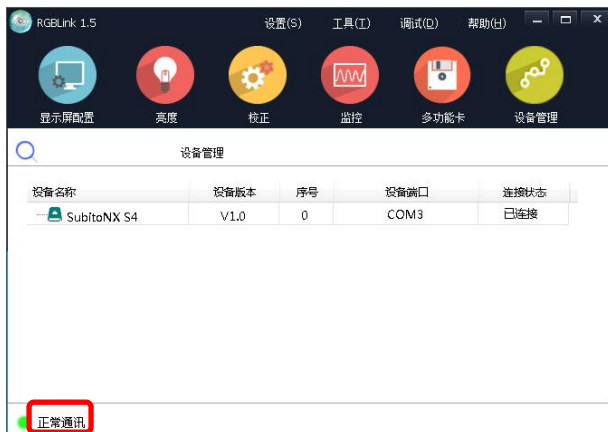 RGBLink 1.5 设置(S) 工具(T) 调试(D) 帮助(H)
显示屏配置 亮度 校正 监控 多功能卡 设备管理
设备管理
设备名称 设备版本 序号 设备端口 连接状态
SubitoNX S4 V1.0 0 COM3 已连接
正常通讯